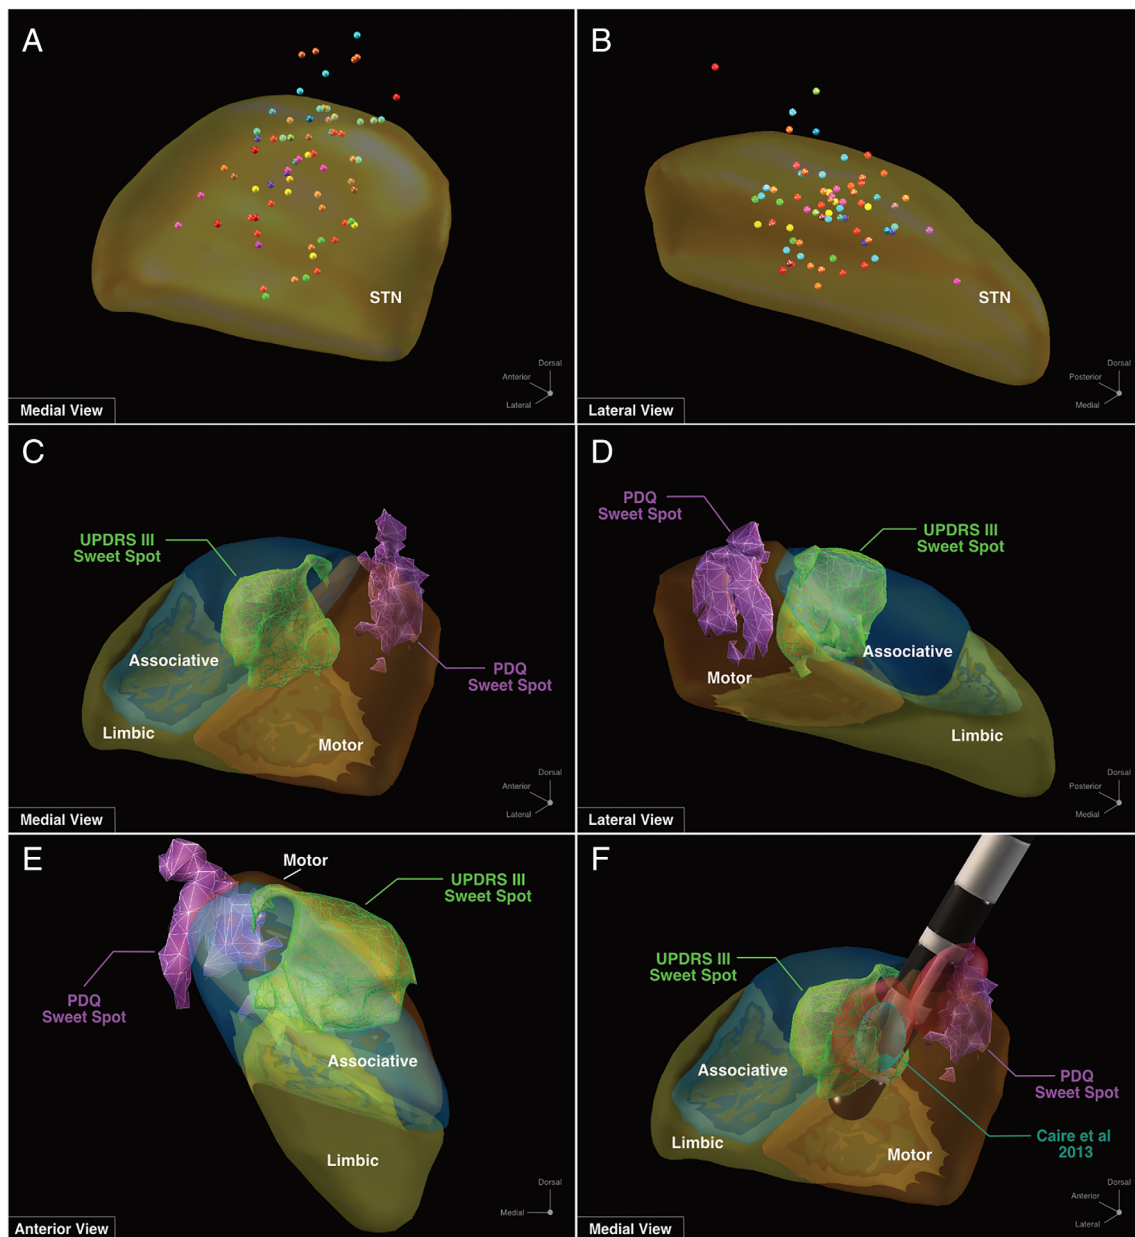 A
STN
Dorsal
Anterior
Lateral
Medial View
B
STN
Dorsal
Posterior
Medial
Lateral View
C
UPDRS III
Sweet Spot
Associative
PDQ
Sweet Spot
Limbic
Motor
Dorsal
Anterior
Lateral
Medial View
D
PDQ
Sweet Spot
UPDRS III
Sweet Spot
Associative
Motor
Limbic
Dorsal
Posterior
Medial
Lateral View
E
Motor
UPDRS III
Sweet Spot
PDQ
Sweet Spot
Associative
Limbic
Dorsal
Medial
Anterior View
F
UPDRS III
Sweet Spot
Associative
PDQ
Sweet Spot
Limbic
Motor
Caire et al
2013
Dorsal
Anterior
Lateral
Medial View